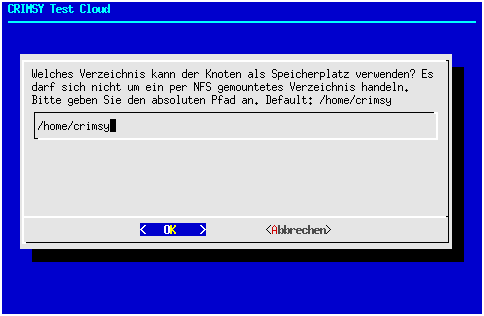 CRIMSY Test Cloud
Welches Verzeichnis kann der Knoten als Speicherplatz verwenden? Es
darf sich nicht um ein per NFS gemountetes Verzeichnis handeln.
Bitte geben Sie den absoluten Pfad an. Default: /home/crimsy
/home/crimsy
< OK > <Abbrechen>